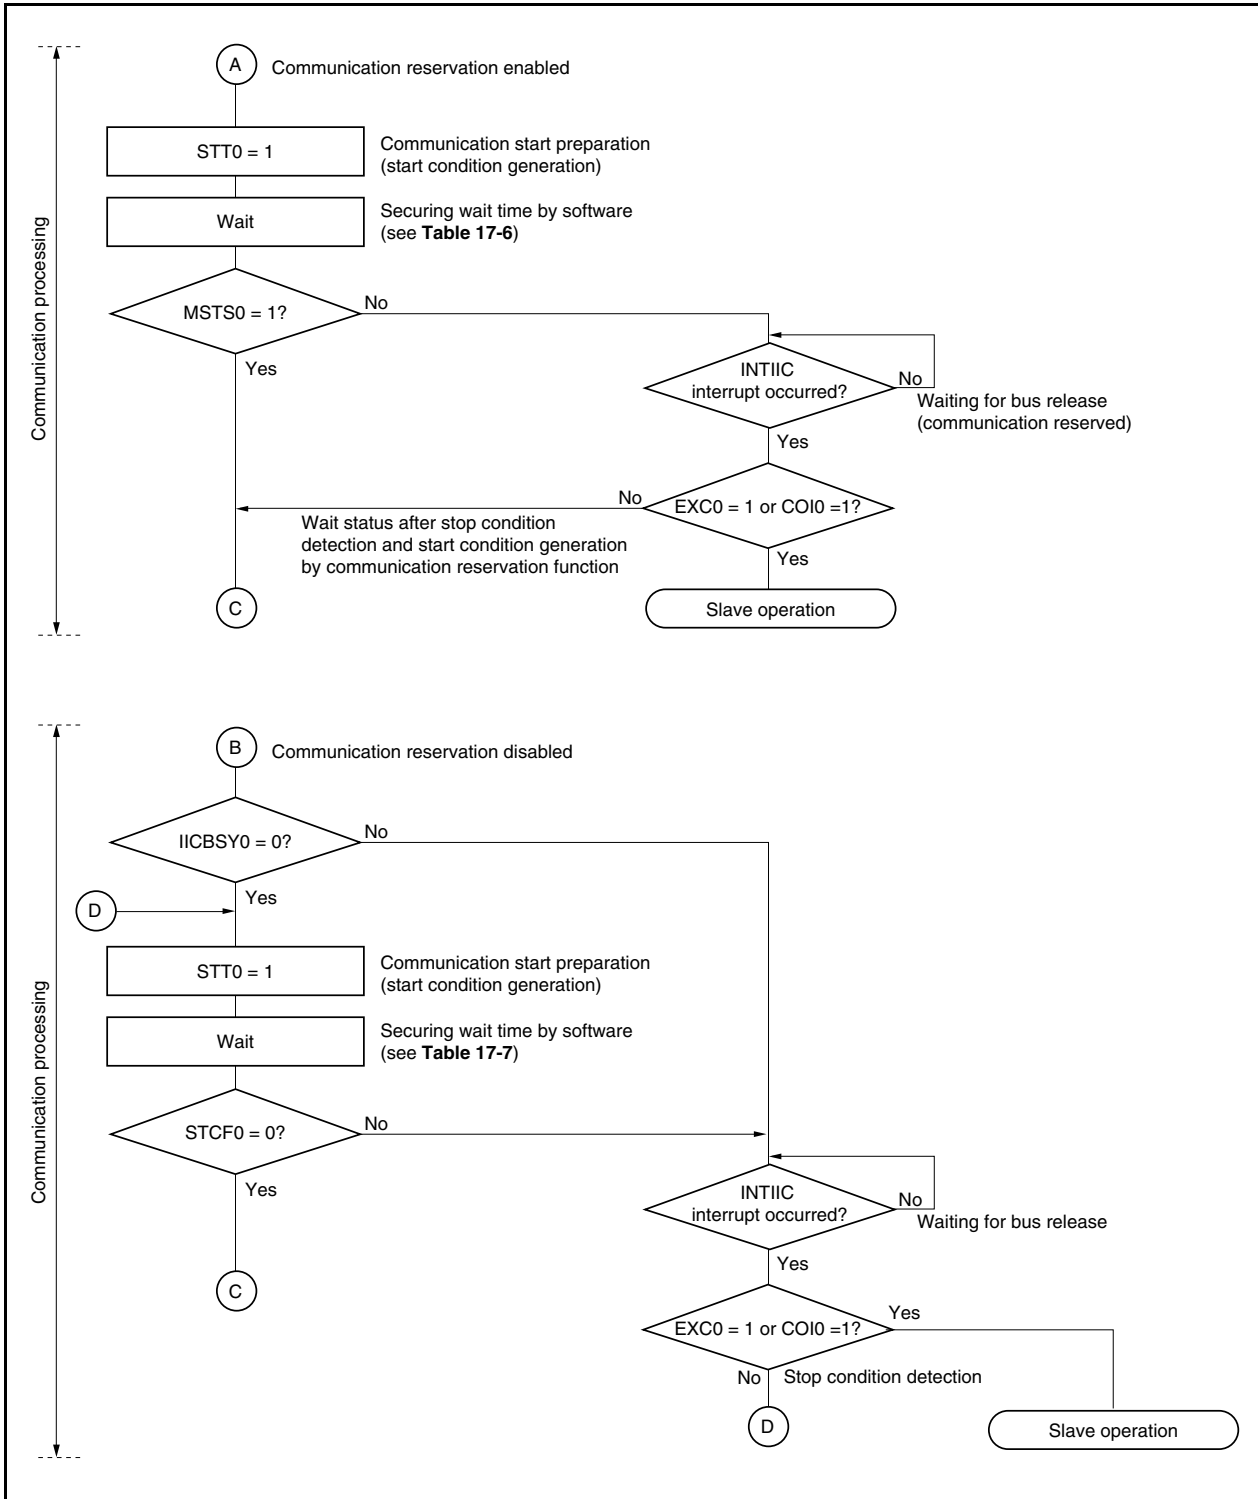 A
Communication reservation enabled
STT0 = 1
Communication start preparation
(start condition generation)
Wait
Securing wait time by software
(see Table 17-6)
MSTS0 = 1?
No
Yes
INTIIC
interrupt occurred?
No
Waiting for bus release
(communication reserved)
Yes
EXC0 = 1 or COI0 =1?
No
Wait status after stop condition
detection and start condition generation
by communication reservation function
Yes
C
Slave operation
Communication processing
B
Communication reservation disabled
IICBSY0 = 0?
No
Yes
D
STT0 = 1
Communication start preparation
(start condition generation)
Wait
Securing wait time by software
(see Table 17-7)
STCF0 = 0?
No
Yes
INTIIC
interrupt occurred?
No
Waiting for bus release
Yes
C
EXC0 = 1 or COI0 =1?
Yes
No
Stop condition detection
D
Slave operation
Communication processing